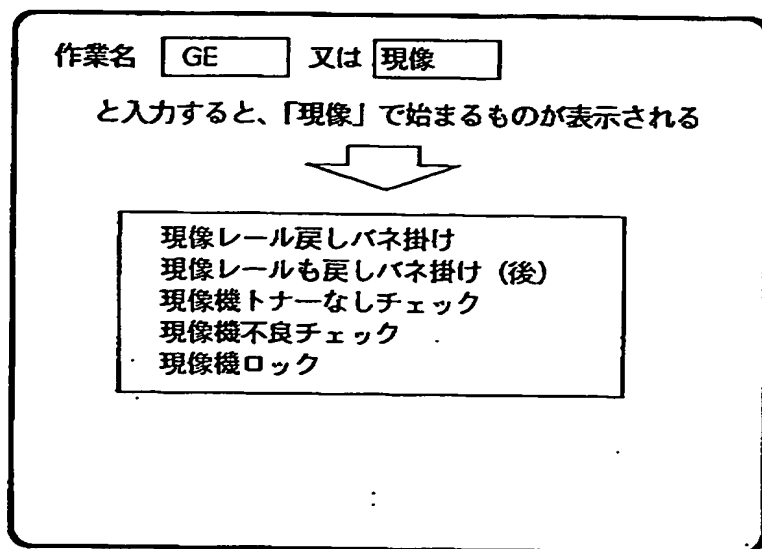 作業名 GE 又は 現像
と入力すると、「現像」で始まるものが表示される
現像レール戻しバネ掛け
現像レールも戻しバネ掛け (後)
現像機トナーなしチェック
現像機不良チェック
現像機ロック